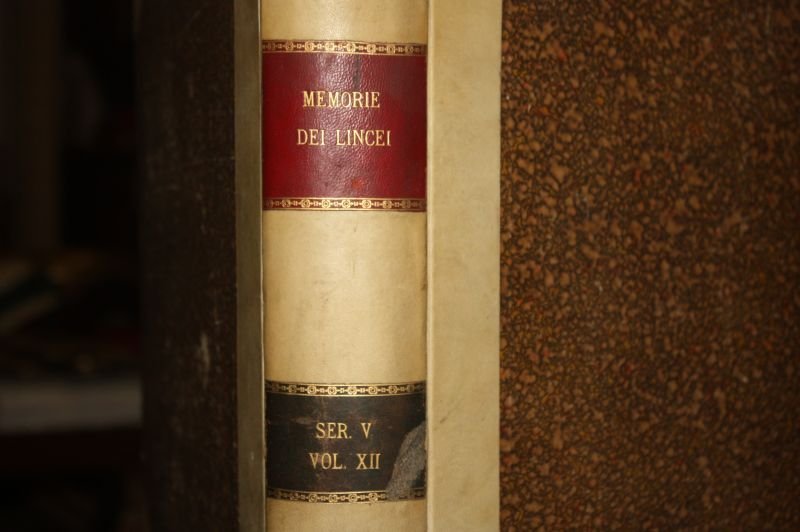 MEMORIE
DEI LINCEI
SER. V
VOL. XII